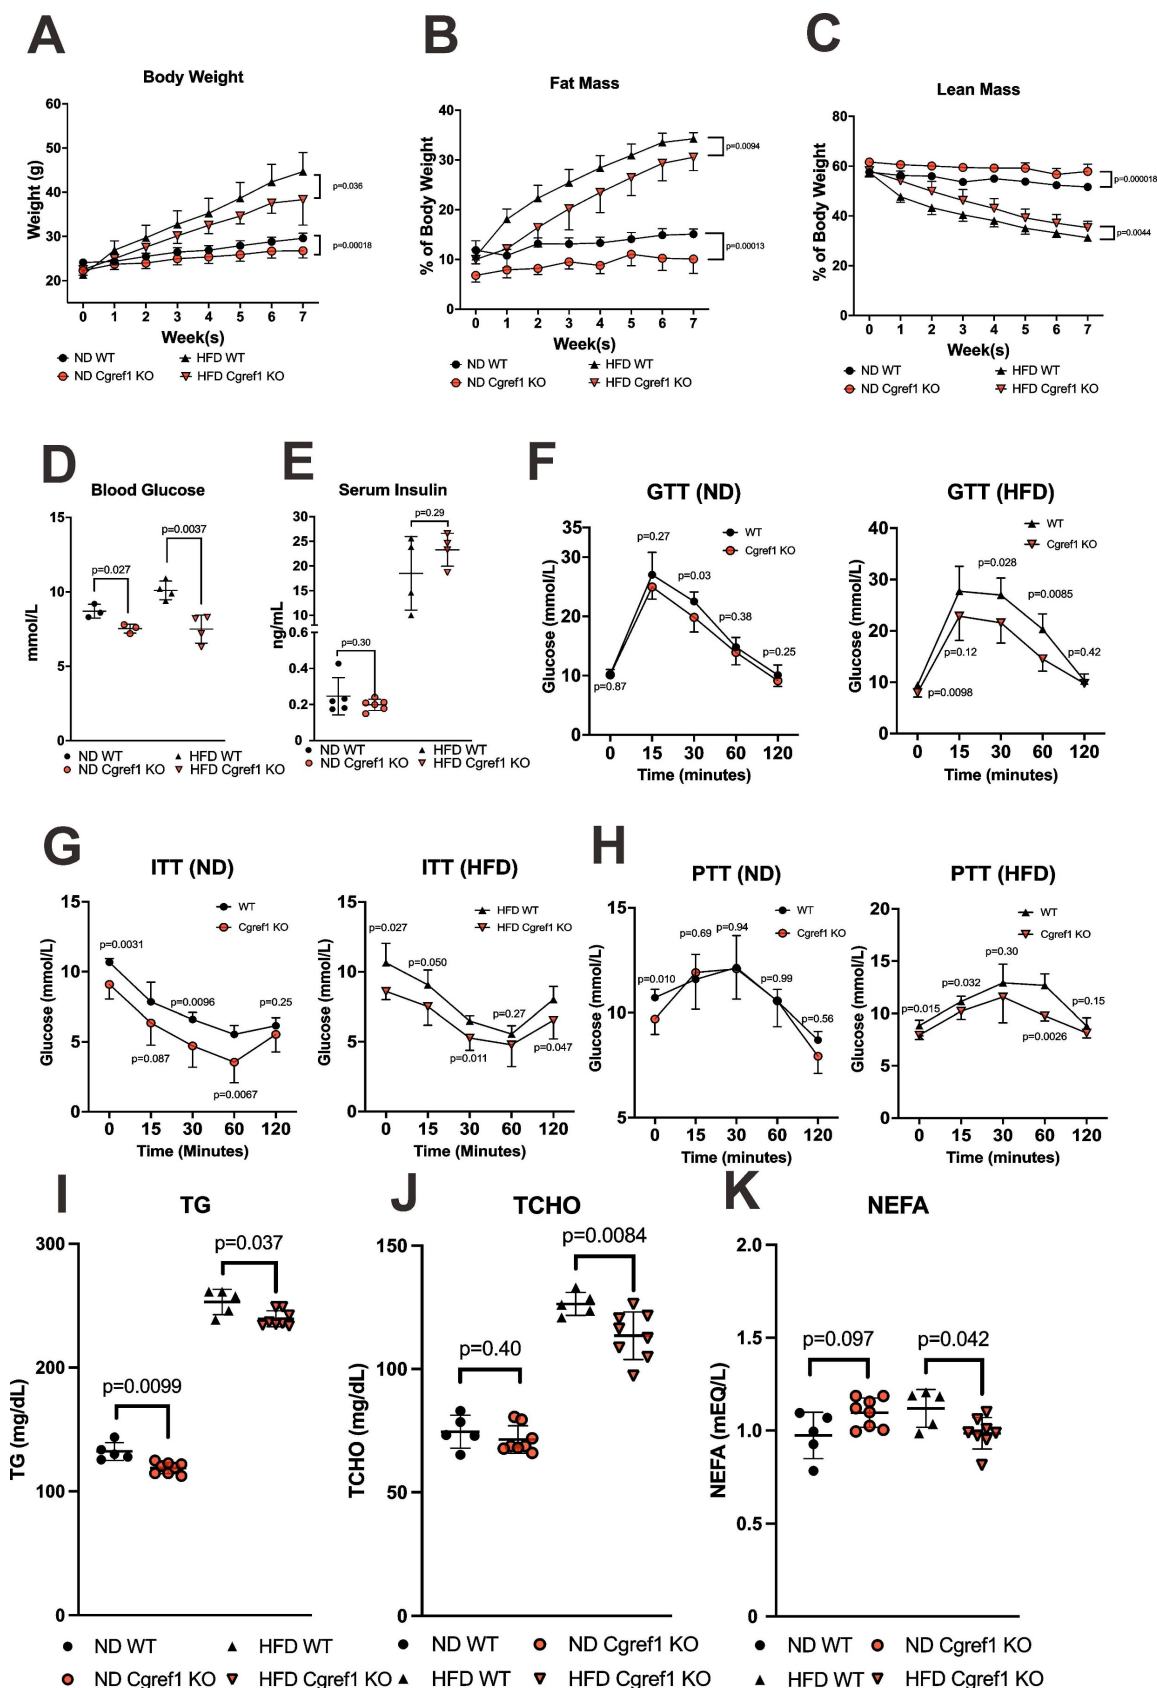 A
B
C
Body Weight
Fat Mass
Lean Mass
Weight (g)
60
50
40
30
20
p=0.036
p=0.00018
0 1 2 3 4 5 6 7
Week(s)
ND WT HFD WT
ND Cgref1 KO HFD Cgref1 KO
% of Body Weight
40
30
20
10
0
p=0.0094
p=0.00013
0 1 2 3 4 5 6 7
Week(s)
ND WT HFD WT
ND Cgref1 KO HFD Cgref1 KO
% of Body Weight
80
60
40
20
0
p=0.000018
p=0.0044
0 1 2 3 4 5 6 7
Week(s)
ND WT HFD WT
ND Cgref1 KO HFD Cgref1 KO
D
Blood Glucose
mmol/L
15
10
5
0
p=0.027
p=0.0037
ND WT HFD WT
ND Cgref1 KO HFD Cgref1 KO
E
Serum Insulin
ng/mL
30
25
20
15
10
0.6
0.4
0.2
0
p=0.29
p=0.30
ND WT HFD WT
ND Cgref1 KO HFD Cgref1 KO
F
GTT (ND)
Glucose (mmol/L)
35
30
20
10
0
WT
Cgref1 KO
p=0.27
p=0.03
p=0.38
p=0.25
p=0.87
0 15 30 60 120
Time (minutes)
GTT (HFD)
Glucose (mmol/L)
40
30
20
10
0
WT
Cgref1 KO
p=0.028
p=0.0085
p=0.12
p=0.42
p=0.0098
0 15 30 60 120
Time (minutes)
G
ITT (ND)
Glucose (mmol/L)
15
10
5
0
WT
Cgref1 KO
p=0.0031
p=0.0096
p=0.25
p=0.087
p=0.0067
0 15 30 60 120
Time (Minutes)
ITT (HFD)
Glucose (mmol/L)
15
10
5
0
HFD WT
HFD Cgref1 KO
p=0.027
p=0.050
p=0.27
p=0.011
p=0.047
0 15 30 60 120
Time (Minutes)
H
PTT (ND)
Glucose (mmol/L)
15
10
5
WT
Cgref1 KO
p=0.94
p=0.69
p=0.010
p=0.99
p=0.56
0 15 30 60 120
Time (minutes)
PTT (HFD)
Glucose (mmol/L)
20
15
10
5
0
WT
Cgref1 KO
p=0.30
p=0.032
p=0.015
p=0.15
p=0.0026
0 15 30 60 120
Time (minutes)
I
TG
TG (mg/dL)
300
200
100
0
p=0.037
p=0.0099
ND WT HFD WT
ND Cgref1 KO HFD Cgref1 KO
J
TCHO
TCHO (mg/dL)
150
100
50
0
p=0.0084
p=0.40
ND WT ND Cgref1 KO
HFD WT HFD Cgref1 KO
K
NEFA
NEFA (mEQ/L)
2.0
1.5
1.0
0.5
0
p=0.097
p=0.042
ND WT ND Cgref1 KO
HFD WT HFD Cgref1 KO